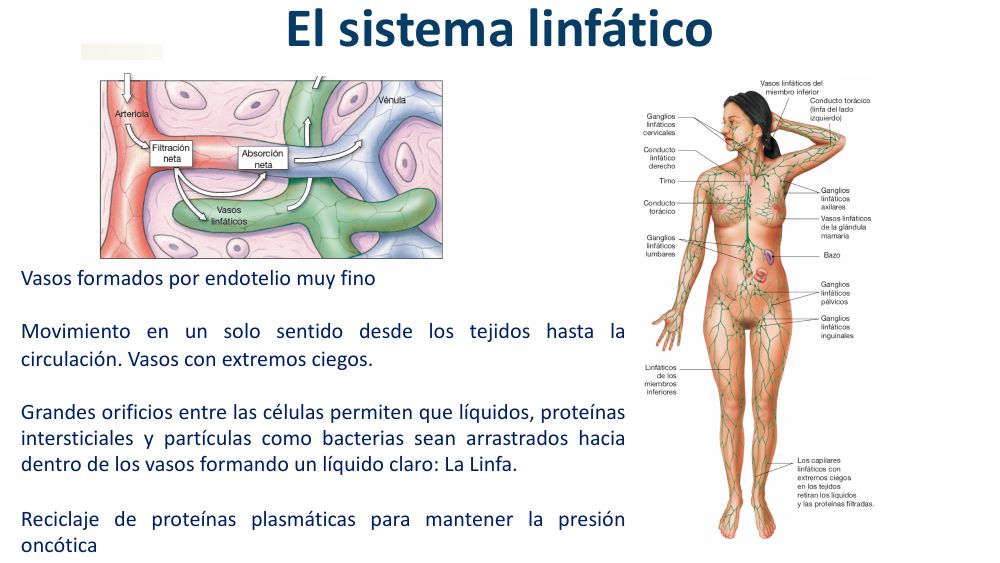 El sistema linfático
Arteriola
Vénula
Filtración
neta
Absorción
neta
Vasos
linfáticos
Vasos formados por endotelio muy fino
Movimiento en un solo sentido desde los tejidos hasta la
circulación. Vasos con extremos ciegos.
Grandes orificios entre las células permiten que líquidos, proteínas
intersticiales y partículas como bacterias sean arrastrados hacia
dentro de los vasos formando un líquido claro: La Linfa.
Reciclaje de proteínas plasmáticas para mantener la presión
oncótica
Vasos linfáticos del
miembro inferior
Conducto torácico
(linfa del lado
izquierdo)
Ganglios
linfáticos
cervicales
Conducto
linfático
derecho
Timo
Conducto
torácico
Ganglios
linfáticos
lumbares
Ganglios
linfáticos
axilares
Vasos linfáticos
de la glándula
mamaria
Bazo
Ganglios
linfáticos
pélvicos
Ganglios
linfáticos
inguinales
Linfáticos
de los
miembros
inferiores
Los capilares
linfáticos con
extremos ciegos
en los tejidos
retiran los líquidos
y las proteínas filtradas.